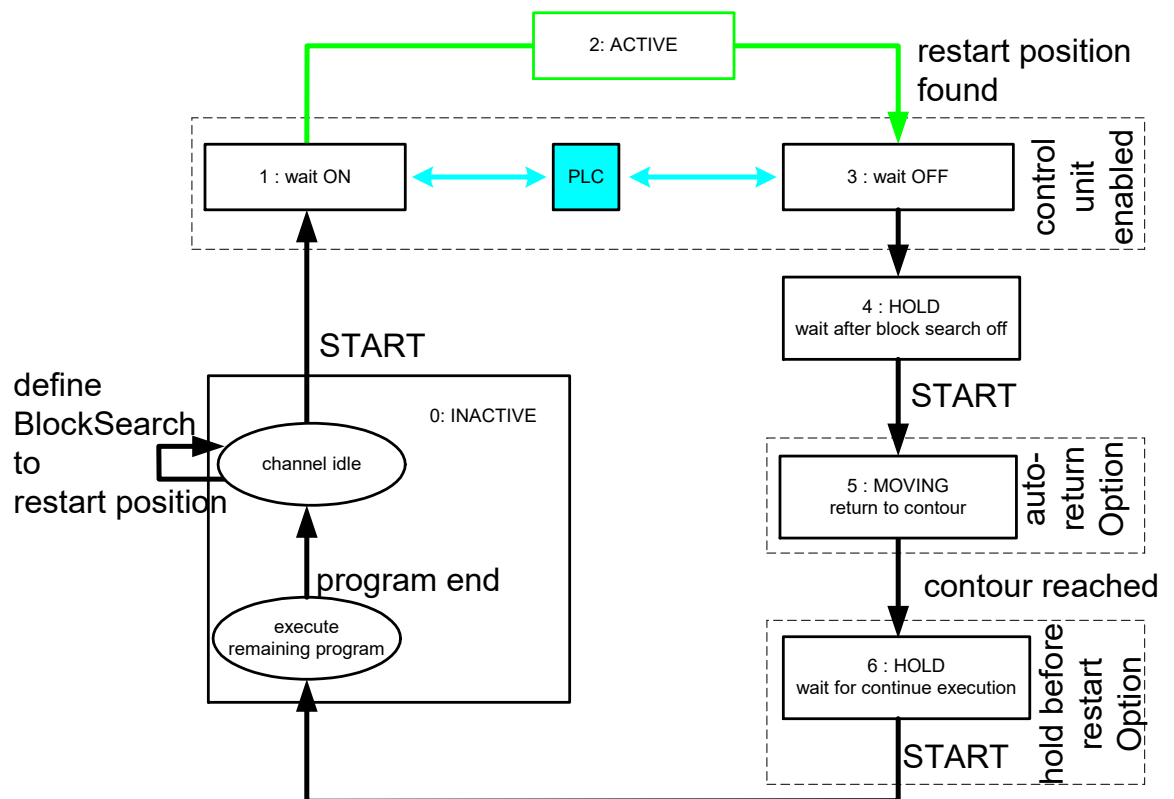 2: ACTIVE
restart position
found
1 : wait ON
PLC
3 : wait OFF
control
unit
enabled
4 : HOLD
wait after block search off
START
START
define
BlockSearch
to
restart position
0: INACTIVE
channel idle
5 : MOVING
return to contour
auto-
return
Option
program end
contour reached
execute
remaining program
6 : HOLD
wait for continue execution
hold before
restart
Option
START